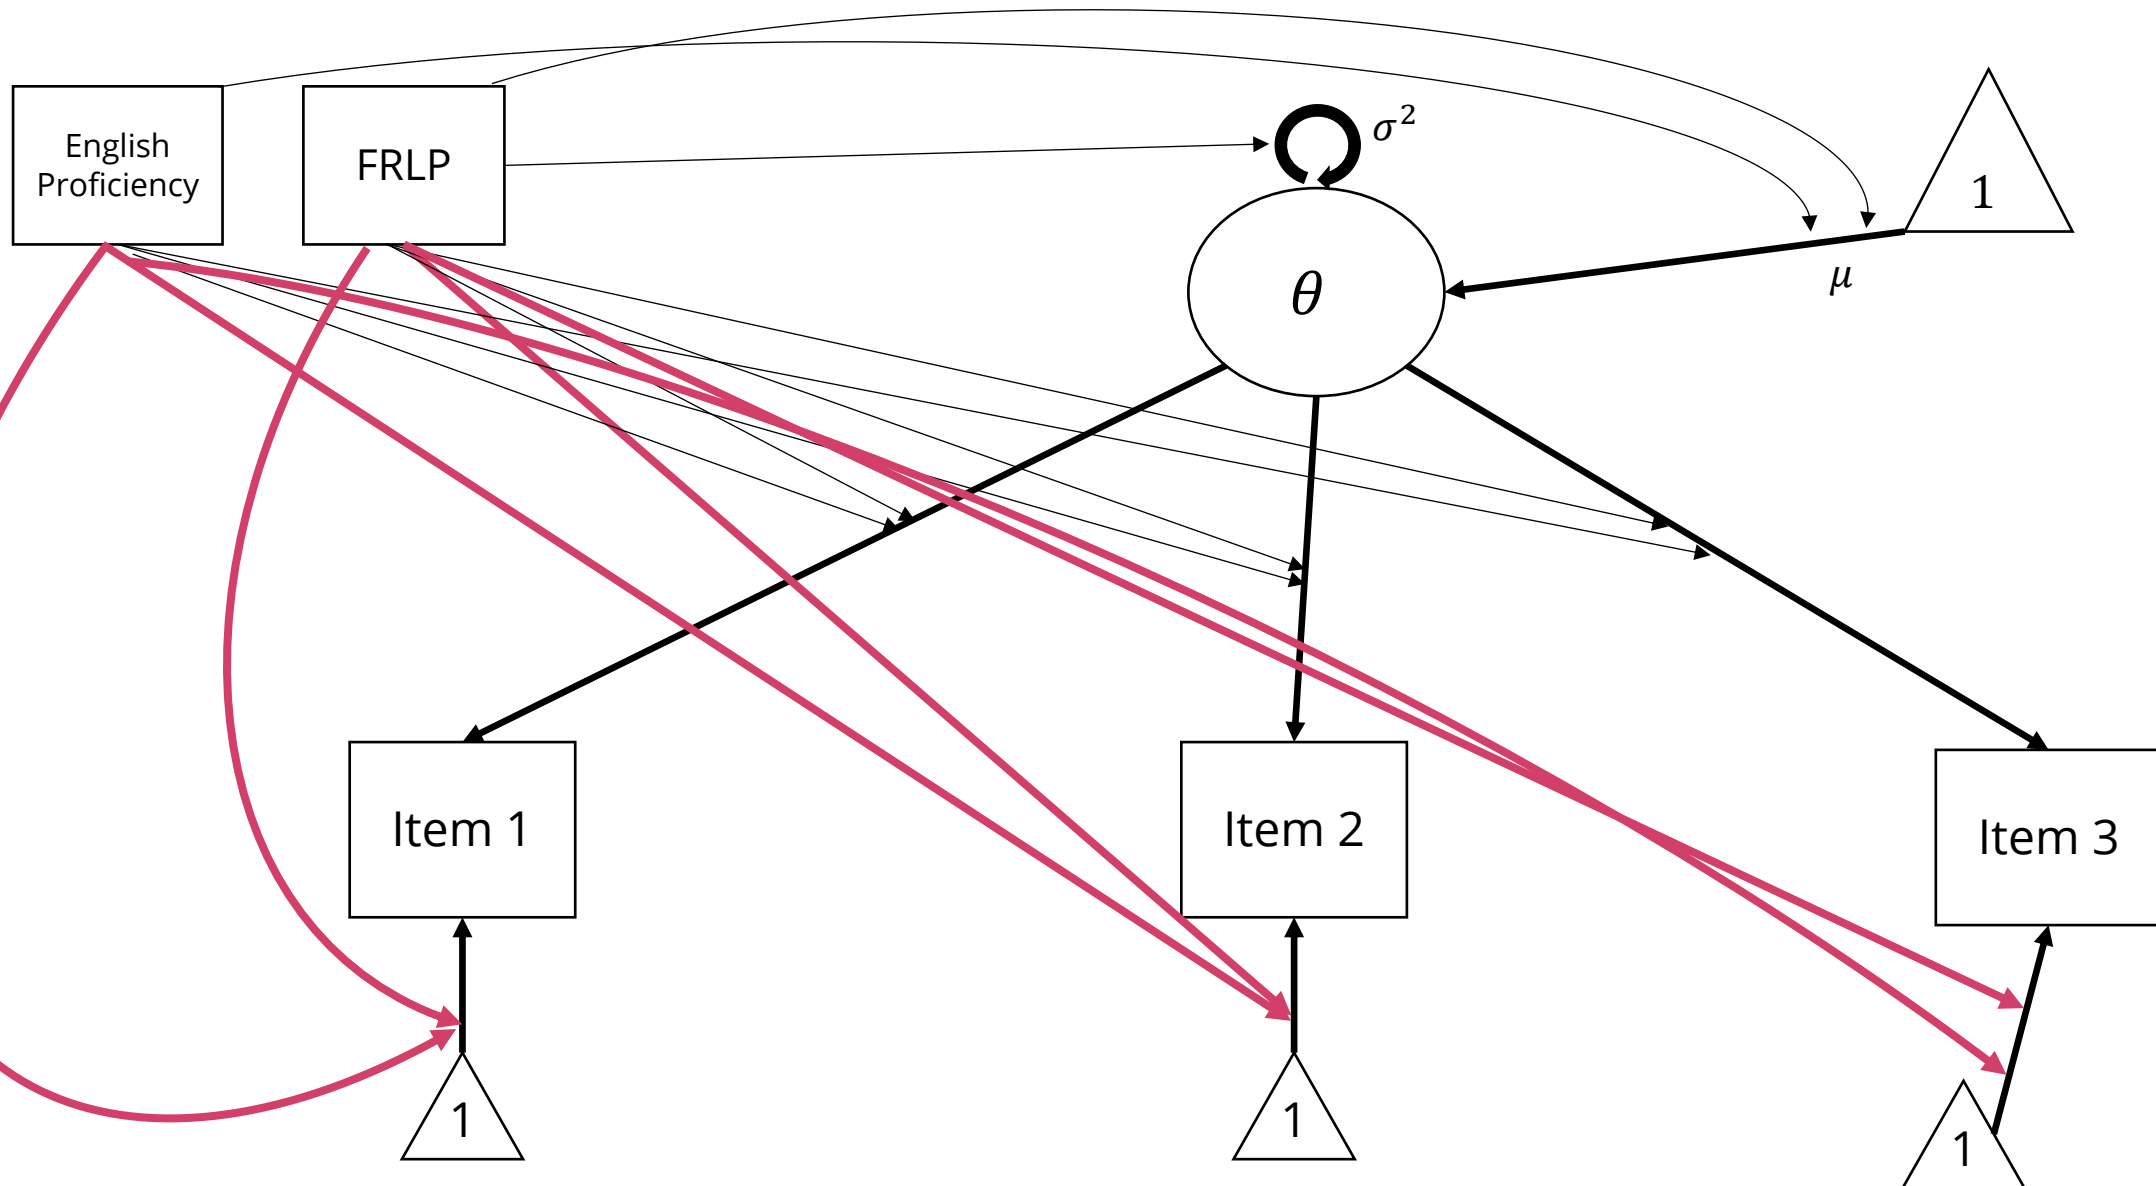 English
Proficiency
FRLP
σ²
1
θ
μ
Item 1
Item 2
Item 3
1
1
1